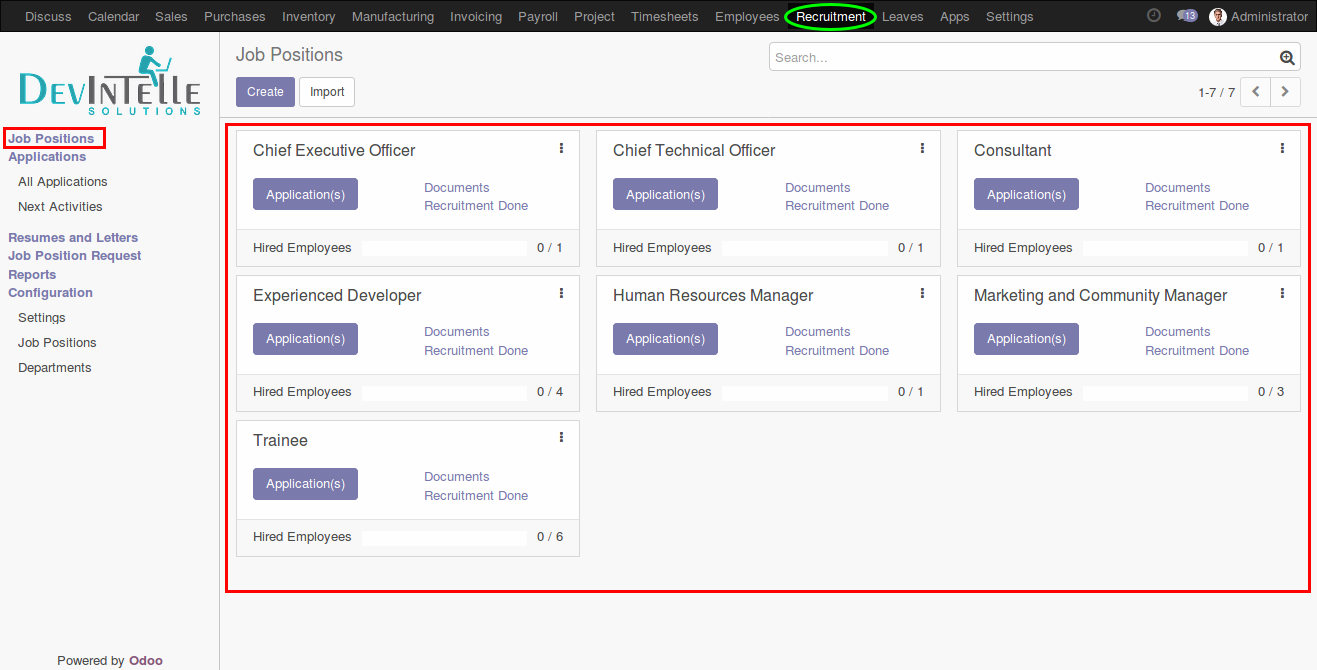 Discuss Calendar Sales Purchases Inventory Manufacturing Invoicing Payroll Project Timesheets Employees Recruitment Leaves Apps Settings 13 Administrator
DevIntelle
SOLUTIONS
Job Positions
Applications
All Applications
Next Activities
Resumes and Letters
Job Position Request
Reports
Configuration
Settings
Job Positions
Departments
Powered by Odoo
Job Positions
Search...
Create Import
1-7 / 7
Chief Executive Officer
Application(s)
Documents
Recruitment Done
Hired Employees 0 / 1
Chief Technical Officer
Application(s)
Documents
Recruitment Done
Hired Employees 0 / 1
Consultant
Application(s)
Documents
Recruitment Done
Hired Employees 0 / 1
Experienced Developer
Application(s)
Documents
Recruitment Done
Hired Employees 0 / 4
Human Resources Manager
Application(s)
Documents
Recruitment Done
Hired Employees 0 / 1
Marketing and Community Manager
Application(s)
Documents
Recruitment Done
Hired Employees 0 / 3
Trainee
Application(s)
Documents
Recruitment Done
Hired Employees 0 / 6